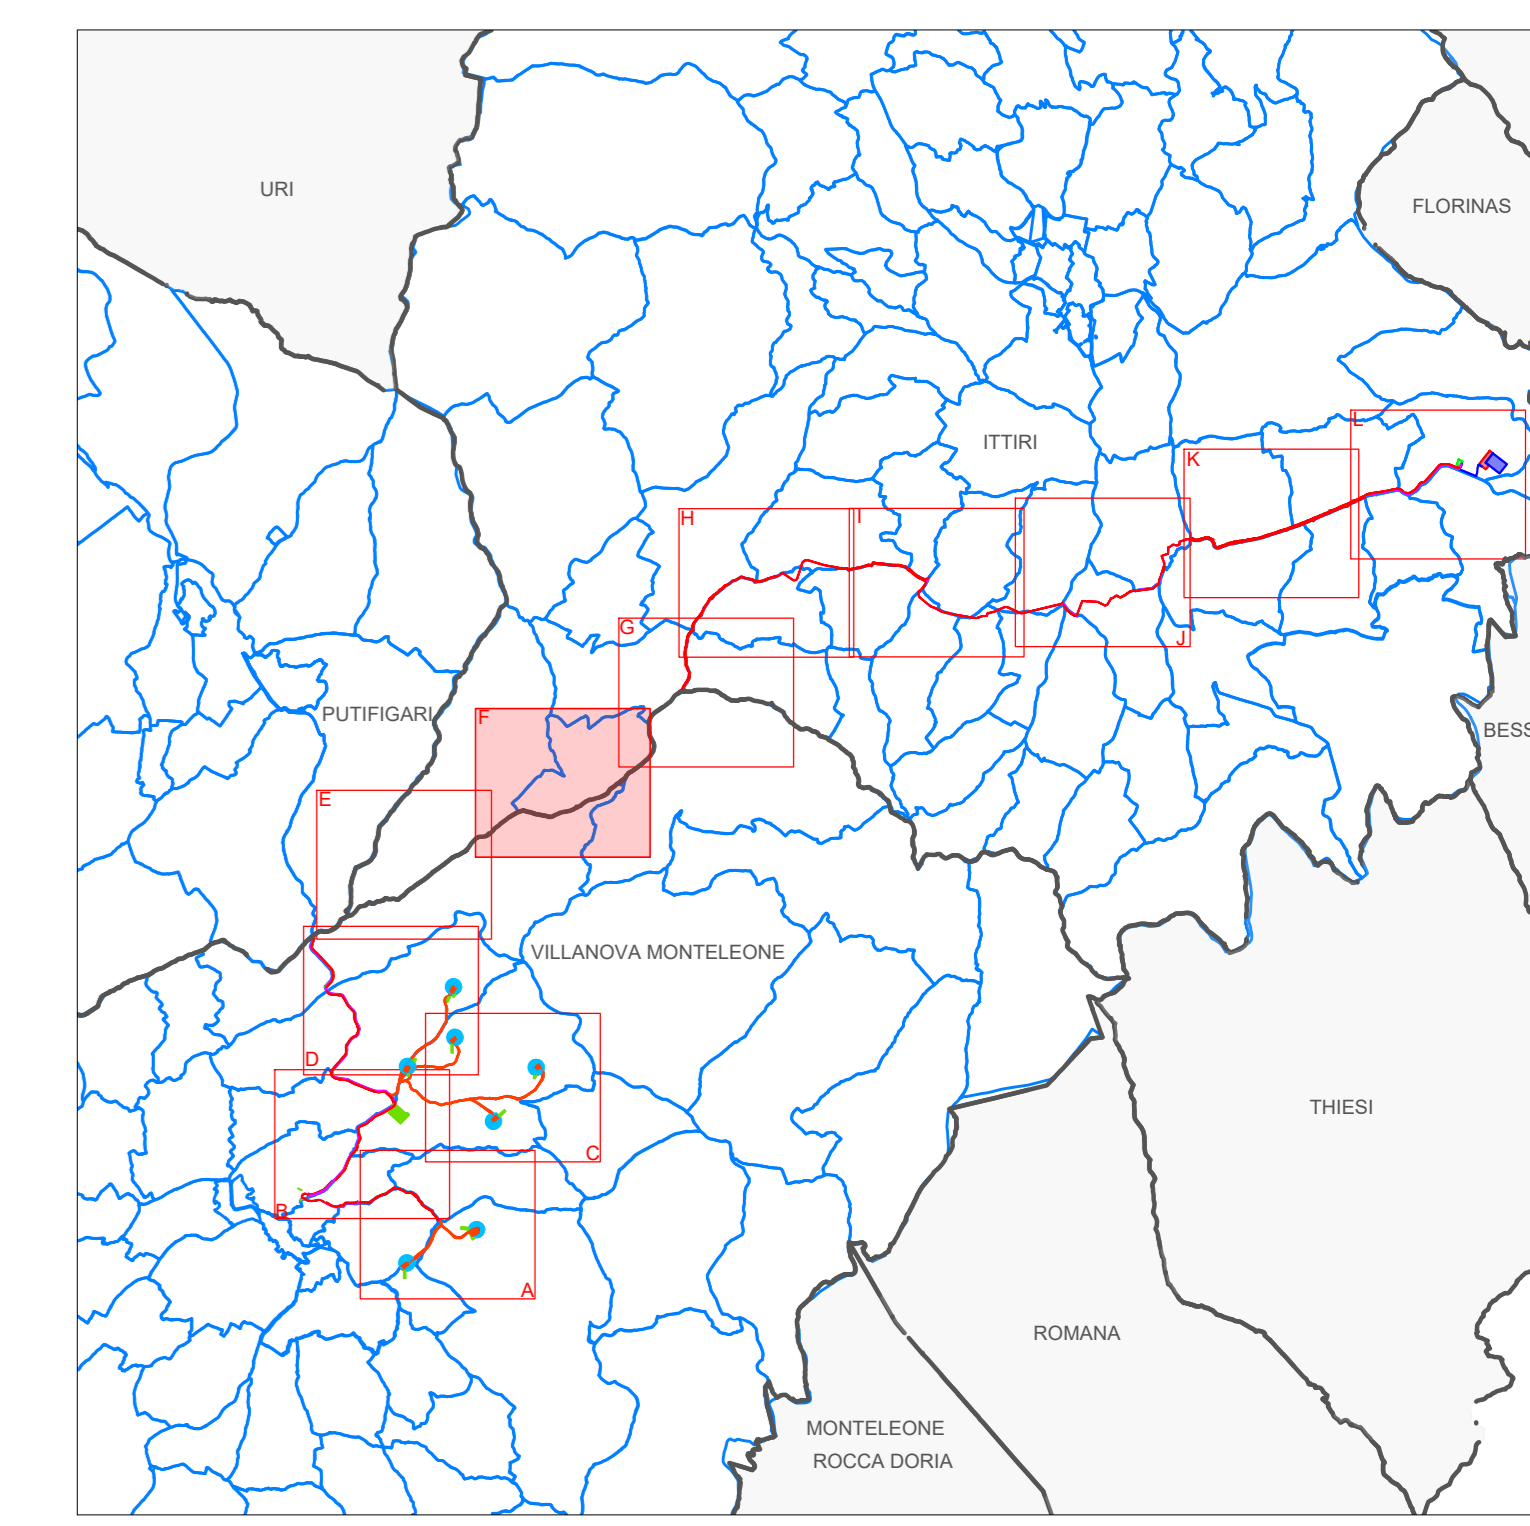 URI
FLORINAS
L
ITTIRI
K
H
I
G
J
PUTIFIGARI
F
BESS
E
VILLANOVA MONTELEONE
D
THIESI
C
B
A
ROMANA
MONTELEONE
ROCCA DORIA